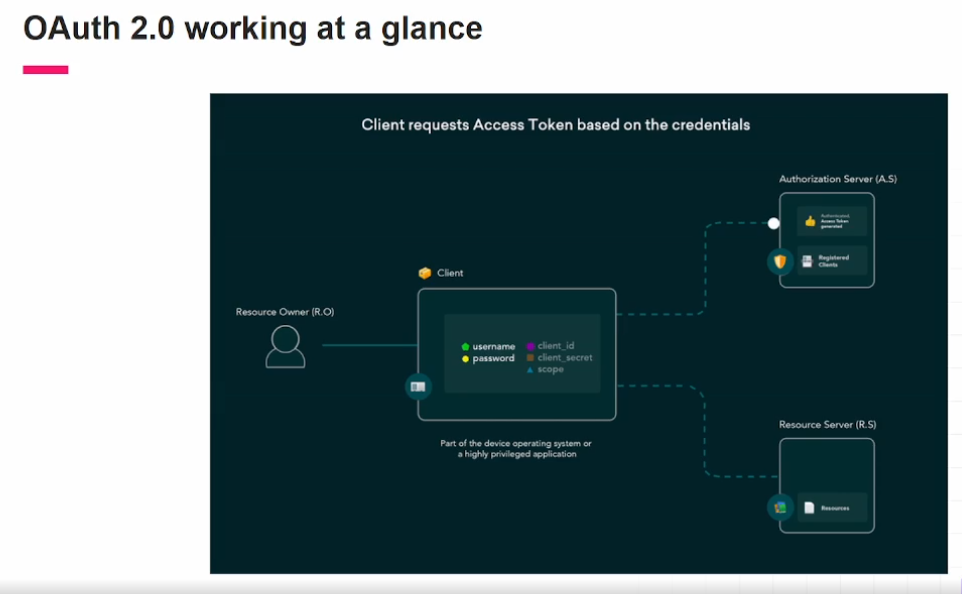 OAuth 2.0 working at a glance
Client requests Access Token based on the credentials
Authorization Server (A.S)
Authenticated.
Access Token
generated
Registered
Clients
Client
Resource Owner (R.O)
username
password
client_id
client_secret
scope
Part of the device operating system or
a highly privileged application
Resource Server (R.S)
Resources